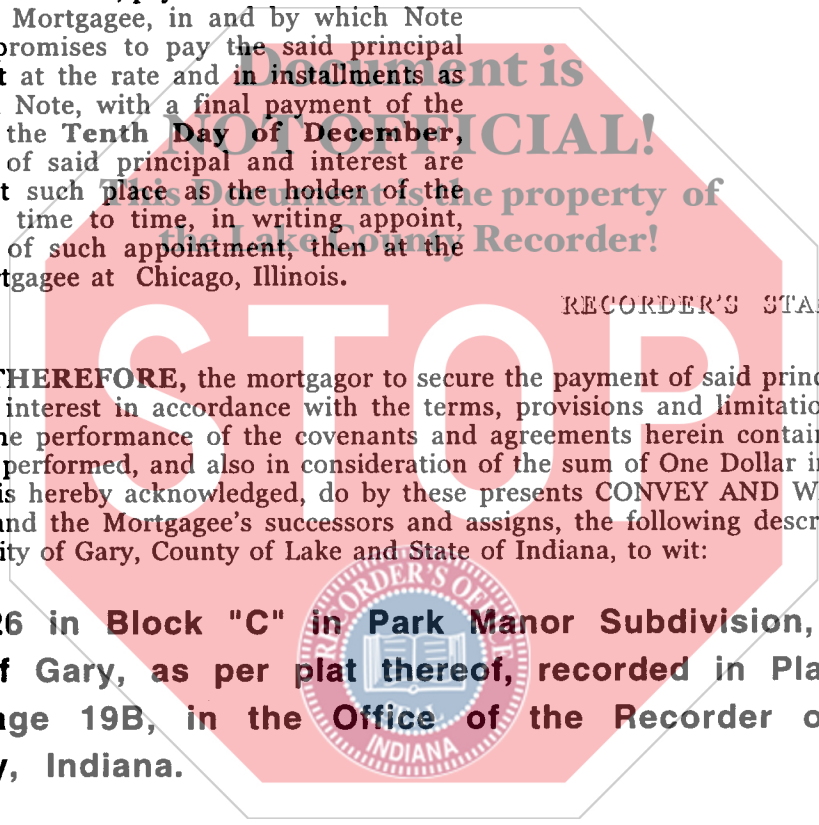 Mortgagee, in and by which Note
promises to pay the said principal
t at the rate and in installments as
Note, with a final payment of the
the Tenth Day of December,
of said principal and interest are
t such place as the holder of the
time to time, in writing appoint,
of such appointment, then at the
tgagee at Chicago, Illinois.
Document is
NOT OFFICIAL!
This Document is the property of
the Lake County Recorder!
RECORDER'S STA
STOP
THEREFORE, the mortgagor to secure the payment of said princ
interest in accordance with the terms, provisions and limitatio
he performance of the covenants and agreements herein contain
performed, and also in consideration of the sum of One Dollar i
is hereby acknowledged, do by these presents CONVEY AND W
and the Mortgagee's successors and assigns, the following descr
ity of Gary, County of Lake and State of Indiana, to wit:
RECORDER'S OFFICE
26 in Block "C" in Park Manor Subdivision,
f Gary, as per plat thereof, recorded in Pla
age 19B, in the Office of the Recorder o
y, Indiana.
SEAL
INDIANA